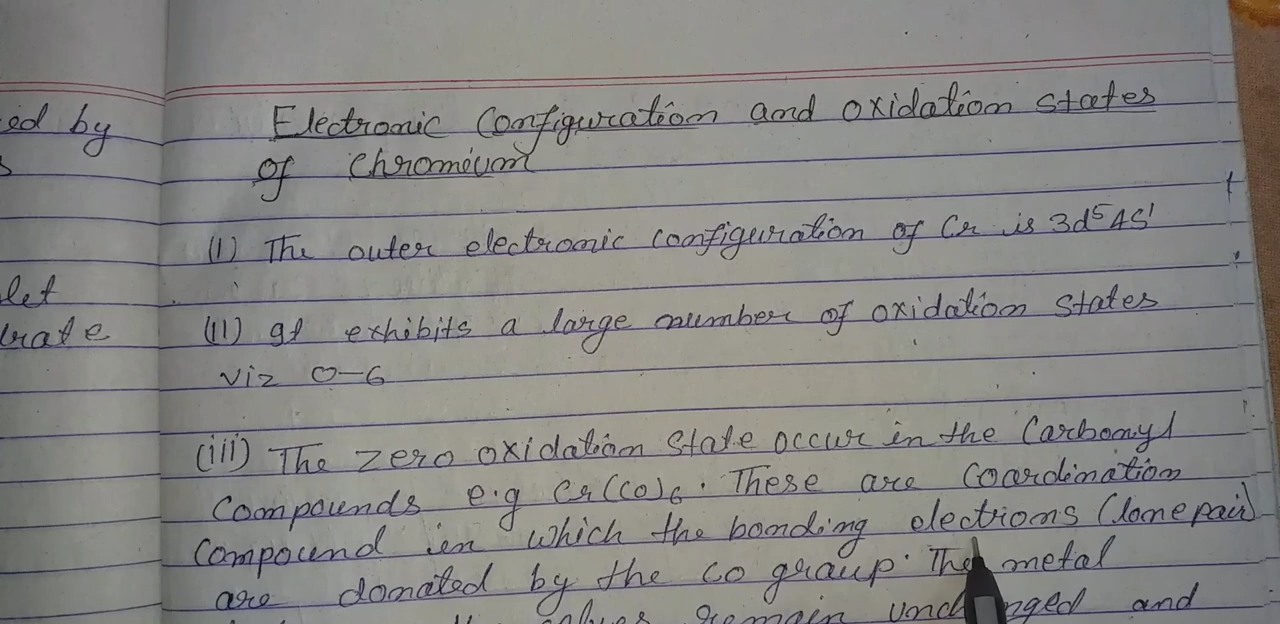 ed by
let
Electronic Configuration and oxidation states
of Chromium
(I) The outer electronic configuration of Cr is 3d⁵4S¹
(II) It exhibits a large number of oxidation States
viz 0-6
(iii) The zero oxidation State occur in the Carbonyl
Compounds e.g Cr(CO)₆. These are Coardination
Compound in which the bonding electrons (lone pair)
are donated by the CO group. The metal
remain unchanged and